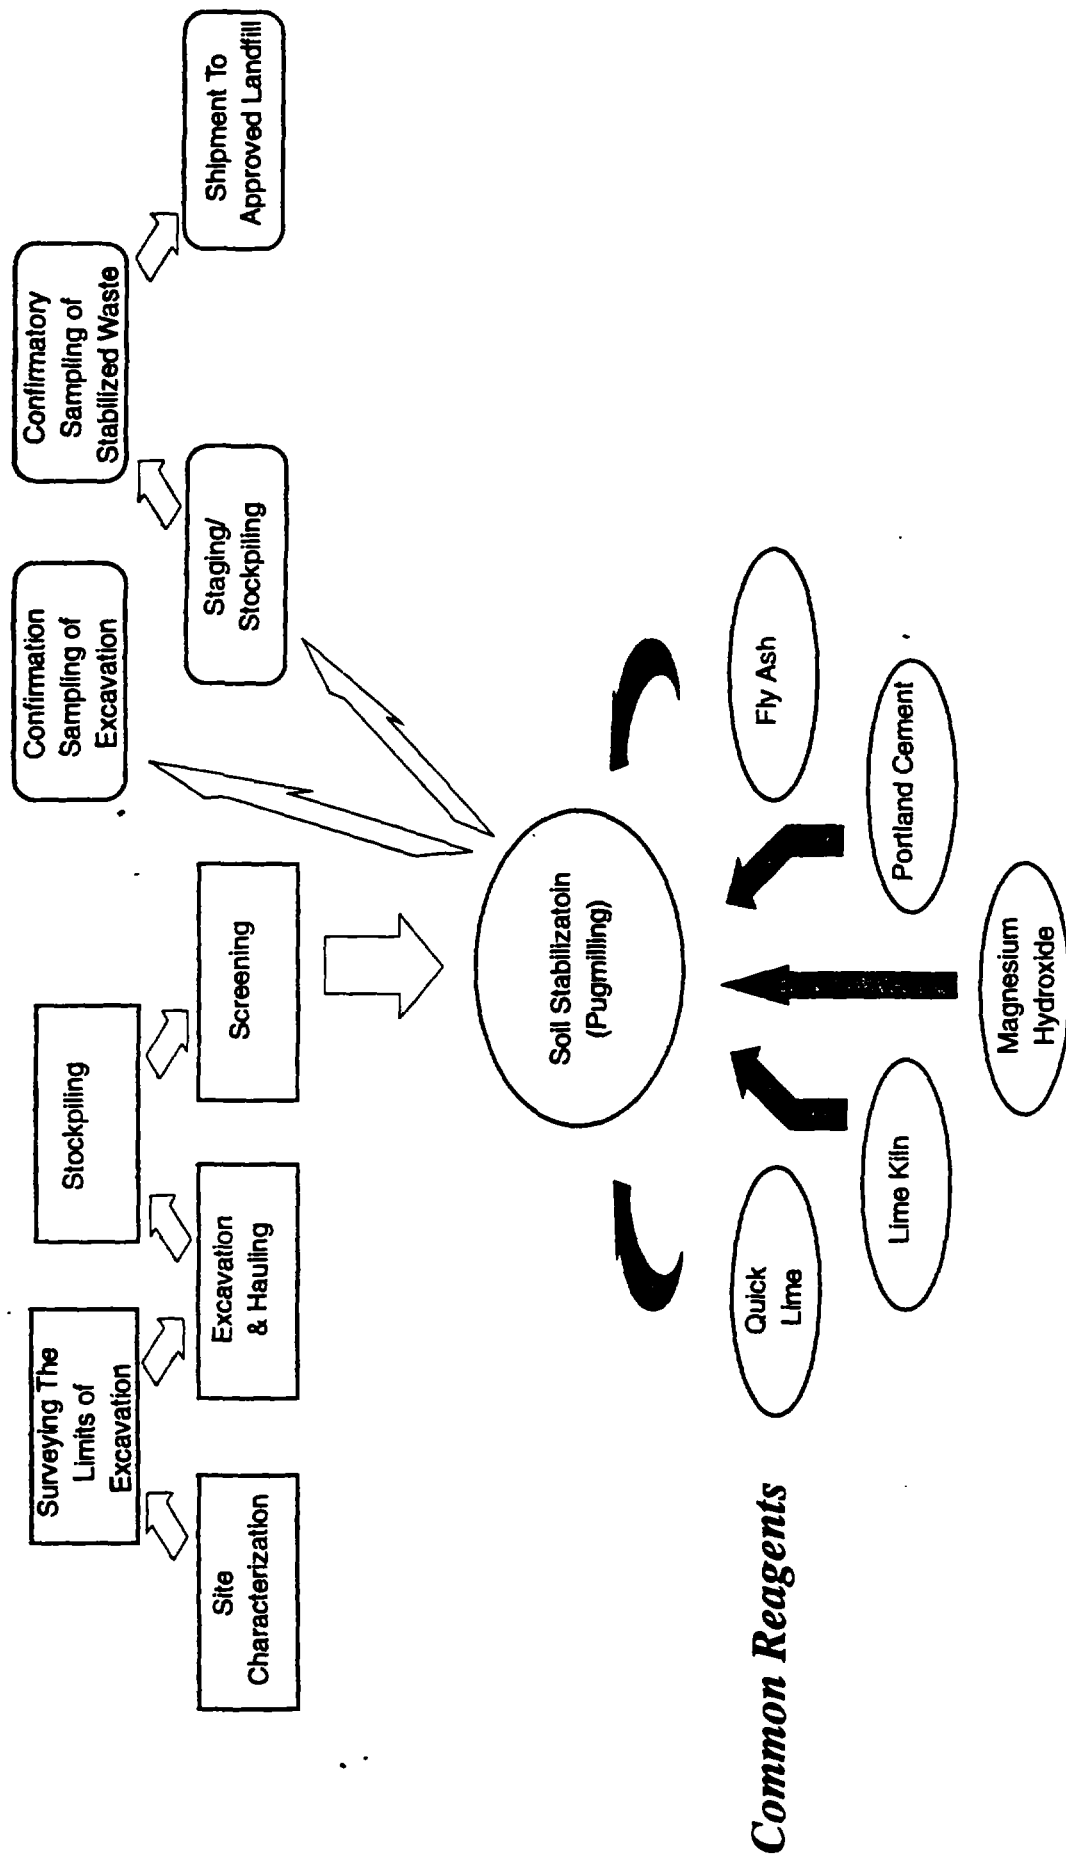 Site
Characterization
Surveying The
Limits of
Excavation
Excavation
& Hauling
Stockpiling
Screening
Confirmation
Sampling of
Excavation
Staging/
Stockpiling
Confirmatory
Sampling of
Stabilized Waste
Shipment To
Approved Landfill
Soil Stabilizatoin
(Pugmilling)
Common Reagents
Quick
Lime
Lime Kiln
Magnesium
Hydroxide
Portland Cement
Fly Ash